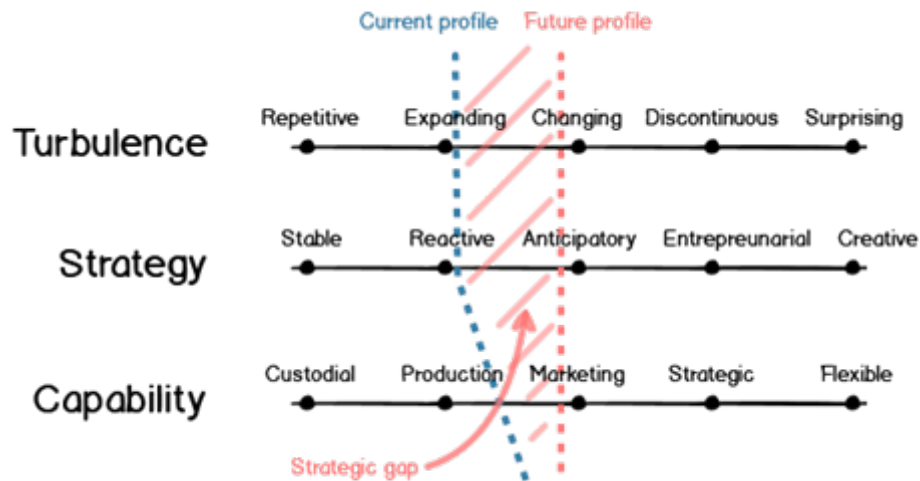 Current profile Future profile
Turbulence Repetitive Expanding Changing Discontinuous Surprising
Strategy Stable Reactive Anticipatory Entrepreunarial Creative
Capability Custodial Production Marketing Strategic Flexible
Strategic gap